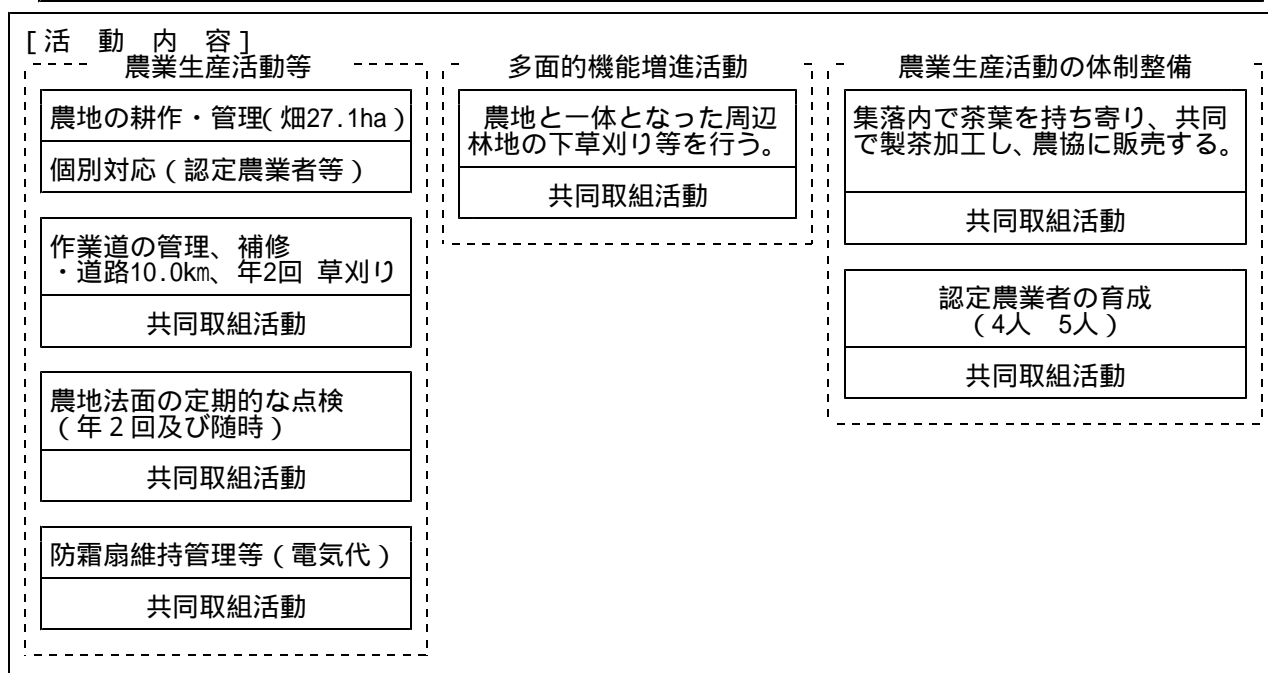 [活 動 内 容]
農業生産活動等
農地の耕作・管理(畑27.1ha)
個別対応(認定農業者等)
作業道の管理、補修
・道路10.0km、年2回 草刈り
共同取組活動
農地法面の定期的な点検
(年2回及び随時)
共同取組活動
防霜扇維持管理等(電気代)
共同取組活動
多面的機能増進活動
農地と一体となった周辺
林地の下草刈り等を行う。
共同取組活動
農業生産活動の体制整備
集落内で茶葉を持ち寄り、共同
で製茶加工し、農協に販売する。
共同取組活動
認定農業者の育成
(4人 5人)
共同取組活動